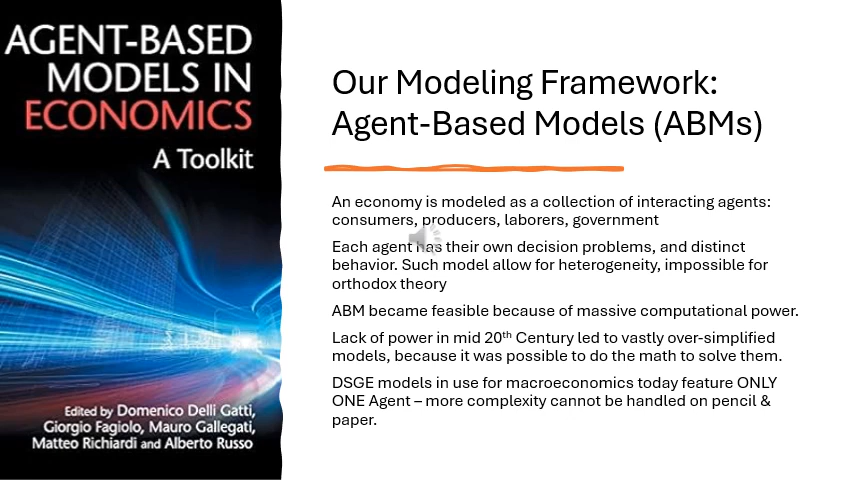 AGENT-BASED
MODELS IN
ECONOMICS
A Toolkit
Edited by Domenico Delli Gatti,
Giorgio Fagiolo, Mauro Gallegati,
Matteo Richiardi and Alberto Russo
Our Modeling Framework:
Agent-Based Models (ABMs)
An economy is modeled as a collection of interacting agents:
consumers, producers, laborers, government
Each agent has their own decision problems, and distinct
behavior. Such model allow for heterogeneity, impossible for
orthodox theory
ABM became feasible because of massive computational power.
Lack of power in mid 20th Century led to vastly over-simplified
models, because it was possible to do the math to solve them.
DSGE models in use for macroeconomics today feature ONLY
ONE Agent – more complexity cannot be handled on pencil &
paper.